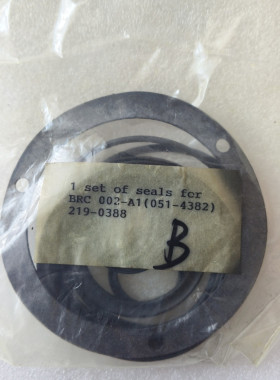 1 set of seals for
BRC 002-A1(051-4382)
219-0388
B